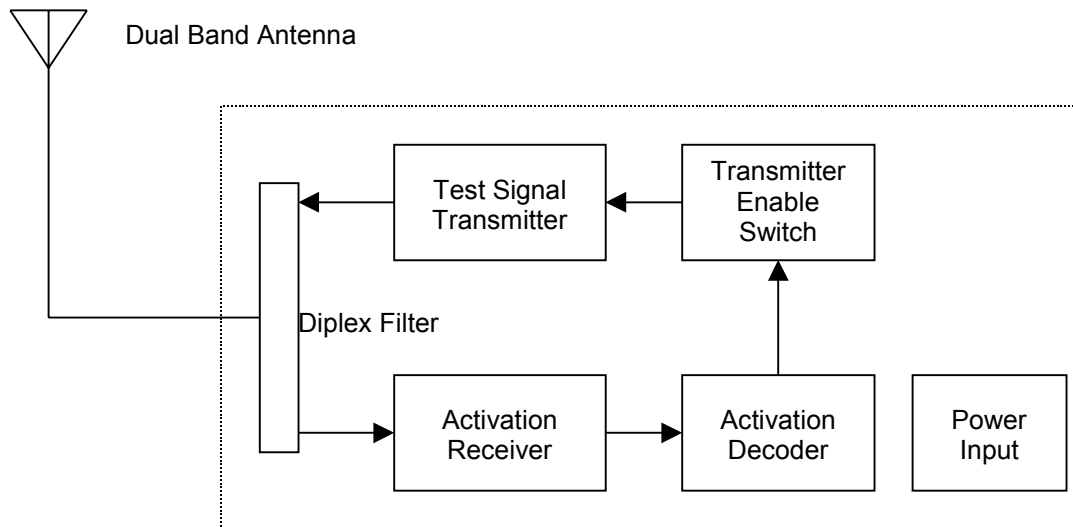 Dual Band Antenna
Test Signal
Transmitter
Transmitter
Enable
Switch
Diplex Filter
Activation
Receiver
Activation
Decoder
Power
Input